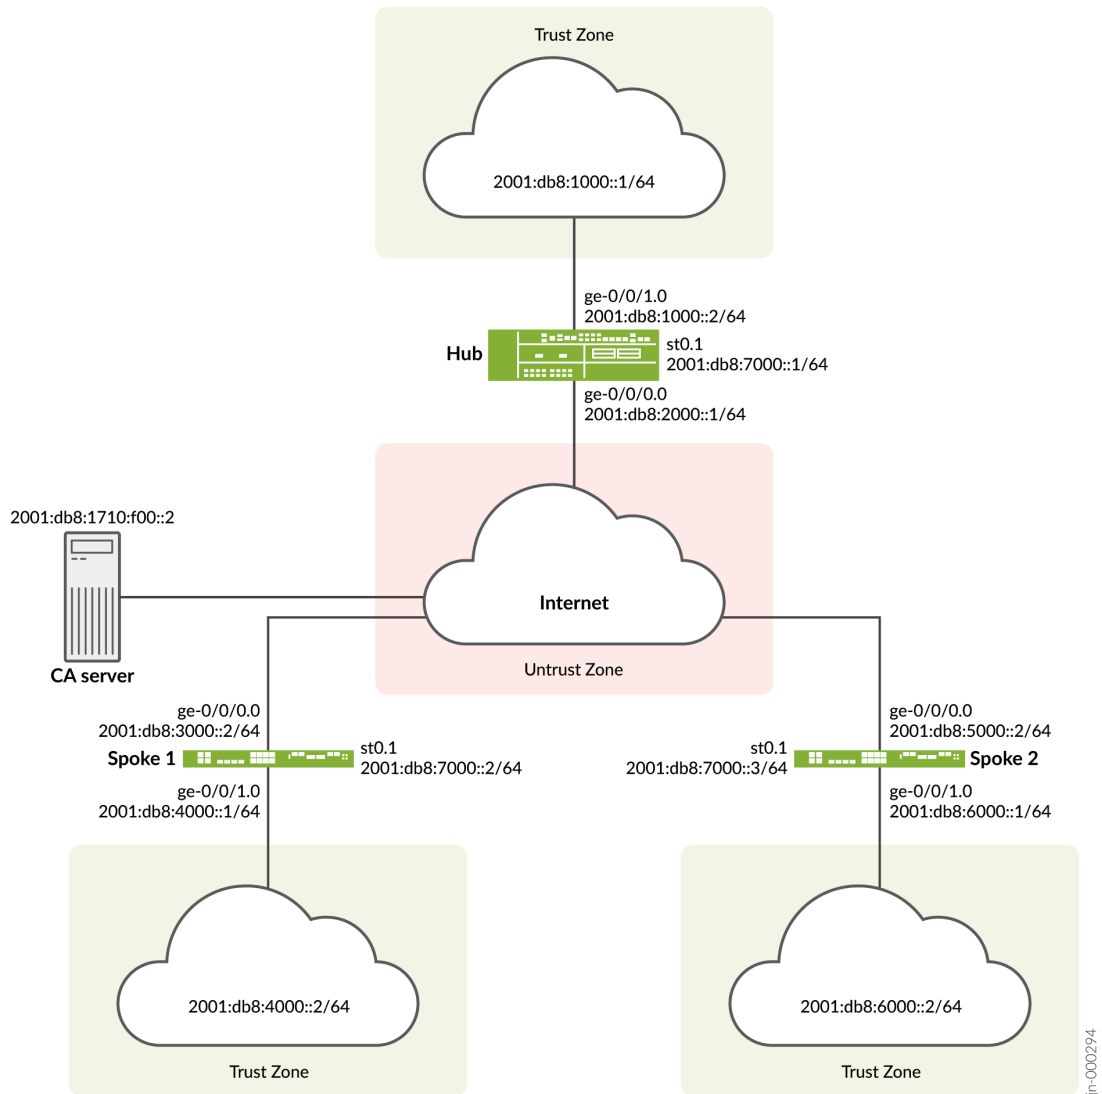 Trust Zone
2001:db8:1000::1/64
ge-0/0/1.0
2001:db8:1000::2/64
Hub
st0.1
2001:db8:7000::1/64
ge-0/0/0.0
2001:db8:2000::1/64
2001:db8:1710:f00::2
CA server
Internet
Untrust Zone
ge-0/0/0.0
2001:db8:3000::2/64
Spoke 1
st0.1
2001:db8:7000::2/64
ge-0/0/1.0
2001:db8:4000::1/64
ge-0/0/0.0
2001:db8:5000::2/64
st0.1
2001:db8:7000::3/64
Spoke 2
ge-0/0/1.0
2001:db8:6000::1/64
2001:db8:4000::2/64
Trust Zone
2001:db8:6000::2/64
Trust Zone
jn-000294